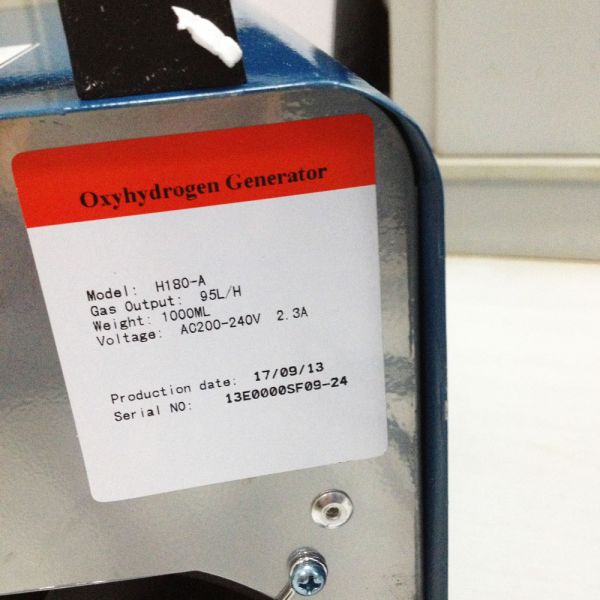 Oxyhydrogen Generator
Model: H180-A
Gas Output: 95L/H
Weight: 1000ML
Voltage: AC200-240V 2.3A
Production date: 17/09/13
Serial NO: 13E0000SF09-24